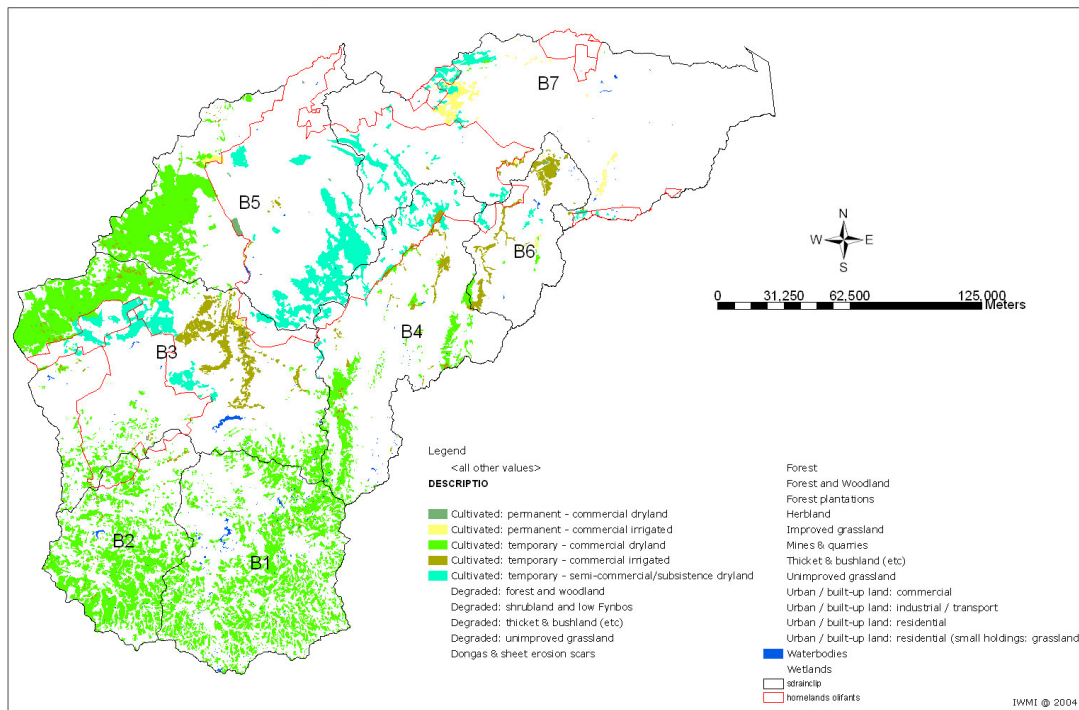 B7
B5
B6
B4
B3
B2
B1
N
W E
S
0 31,250 62,500 125,000
Meters
Legend
<all other values>
DESCRIPTIO
Cultivated: permanent - commercial dryland
Cultivated: permanent - commercial irrigated
Cultivated: temporary - commercial dryland
Cultivated: temporary - commercial irrigated
Cultivated: temporary - semi-commercial/subsistence dryland
Degraded: forest and woodland
Degraded: shrubland and low Fynbos
Degraded: thicket & bushland (etc)
Degraded: unimproved grassland
Dongas & sheet erosion scars
Forest
Forest and Woodland
Forest plantations
Herbland
Improved grassland
Mines & quarries
Thicket & bushland (etc)
Unimproved grassland
Urban / built-up land: commercial
Urban / built-up land: industrial / transport
Urban / built-up land: residential
Urban / built-up land: residential (small holdings: grassland
Waterbodies
Wetlands
sdrainclip
homelands olifants
IWMI @ 2004